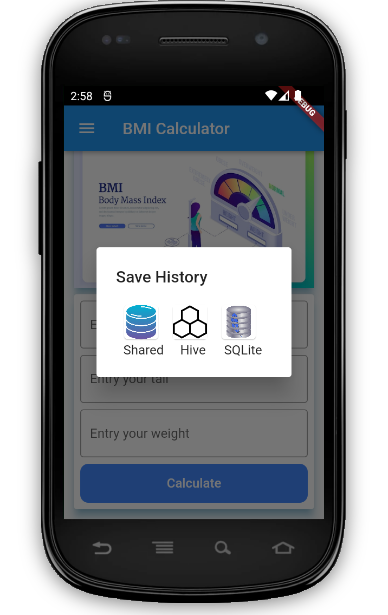 2:58
DEBUG
BMI Calculator
BMI
Body Mass Index
Save History
Shared Hive SQLite
Entry your tall
Entry your weight
Calculate